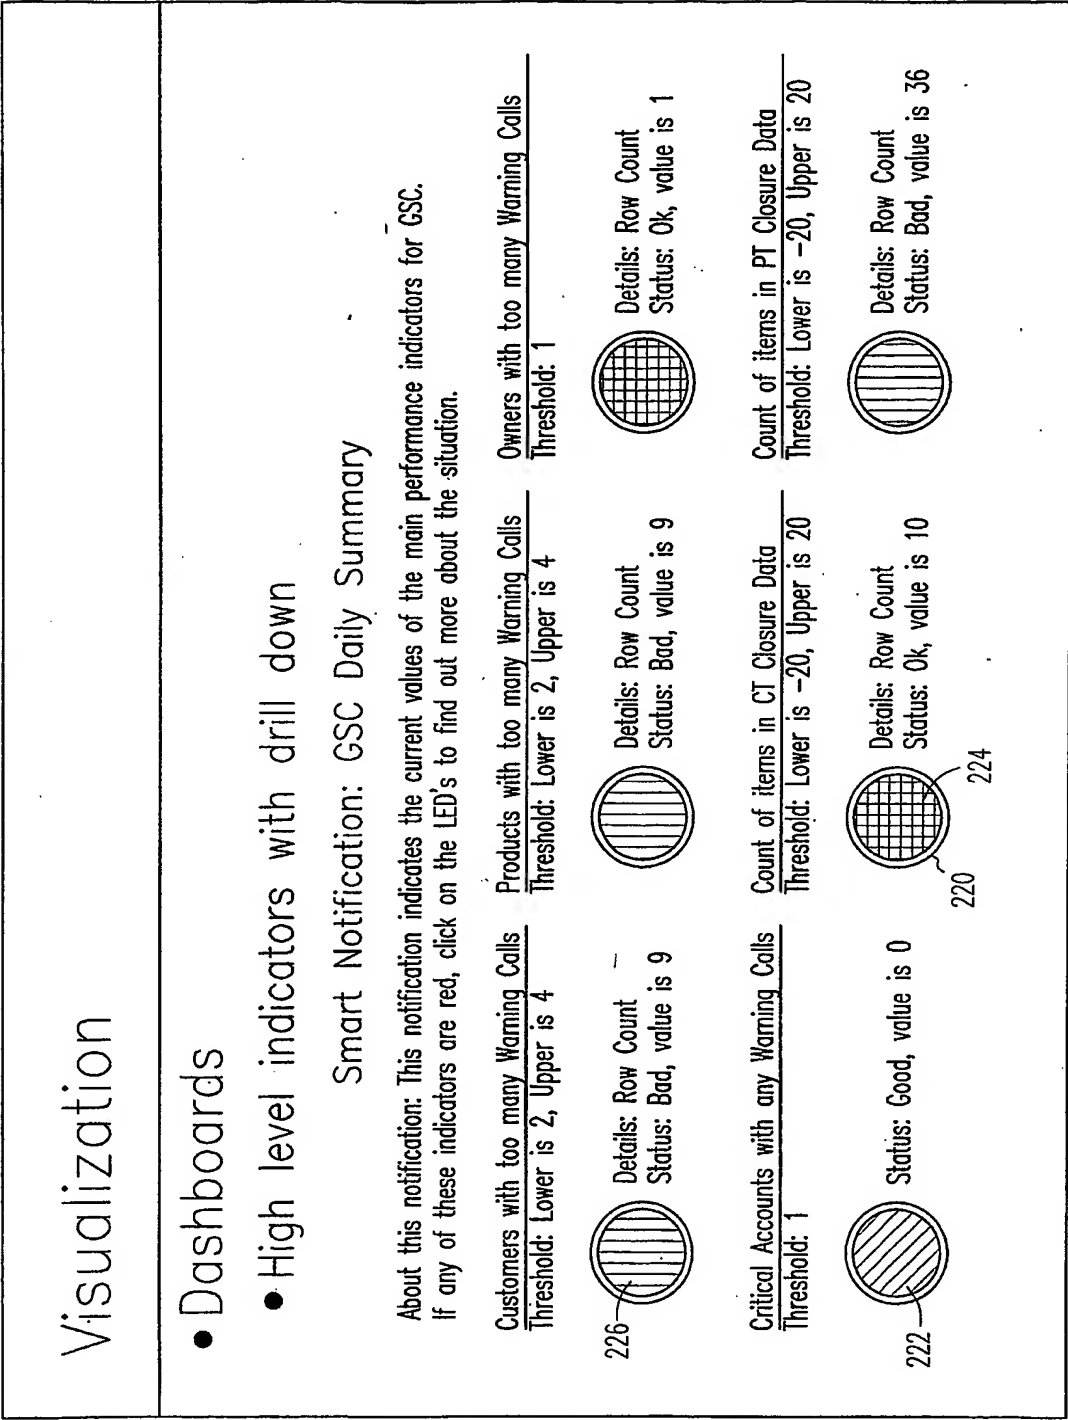 Visualization
• Dashboards
• High level indicators with drill down
Smart Notification: GSC Daily Summary
About this notification: This notification indicates the current values of the main performance indicators for GSC.
If any of these indicators are red, click on the LED's to find out more about the situation.
Customers with too many Warning Calls
Threshold: Lower is 2, Upper is 4
Details: Row Count
Status: Bad, value is 9
226
Products with too many Warning Calls
Threshold: Lower is 2, Upper is 4
Details: Row Count
Status: Bad, value is 9
Owners with too many Warning Calls
Threshold: 1
Details: Row Count
Status: Ok, value is 1
Critical Accounts with any Warning Calls
Threshold: 1
Status: Good, value is 0
222
Count of items in CT Closure Data
Threshold: Lower is -20, Upper is 20
Details: Row Count
Status: Ok, value is 10
220
224
Count of items in PT Closure Data
Threshold: Lower is -20, Upper is 20
Details: Row Count
Status: Bad, value is 36